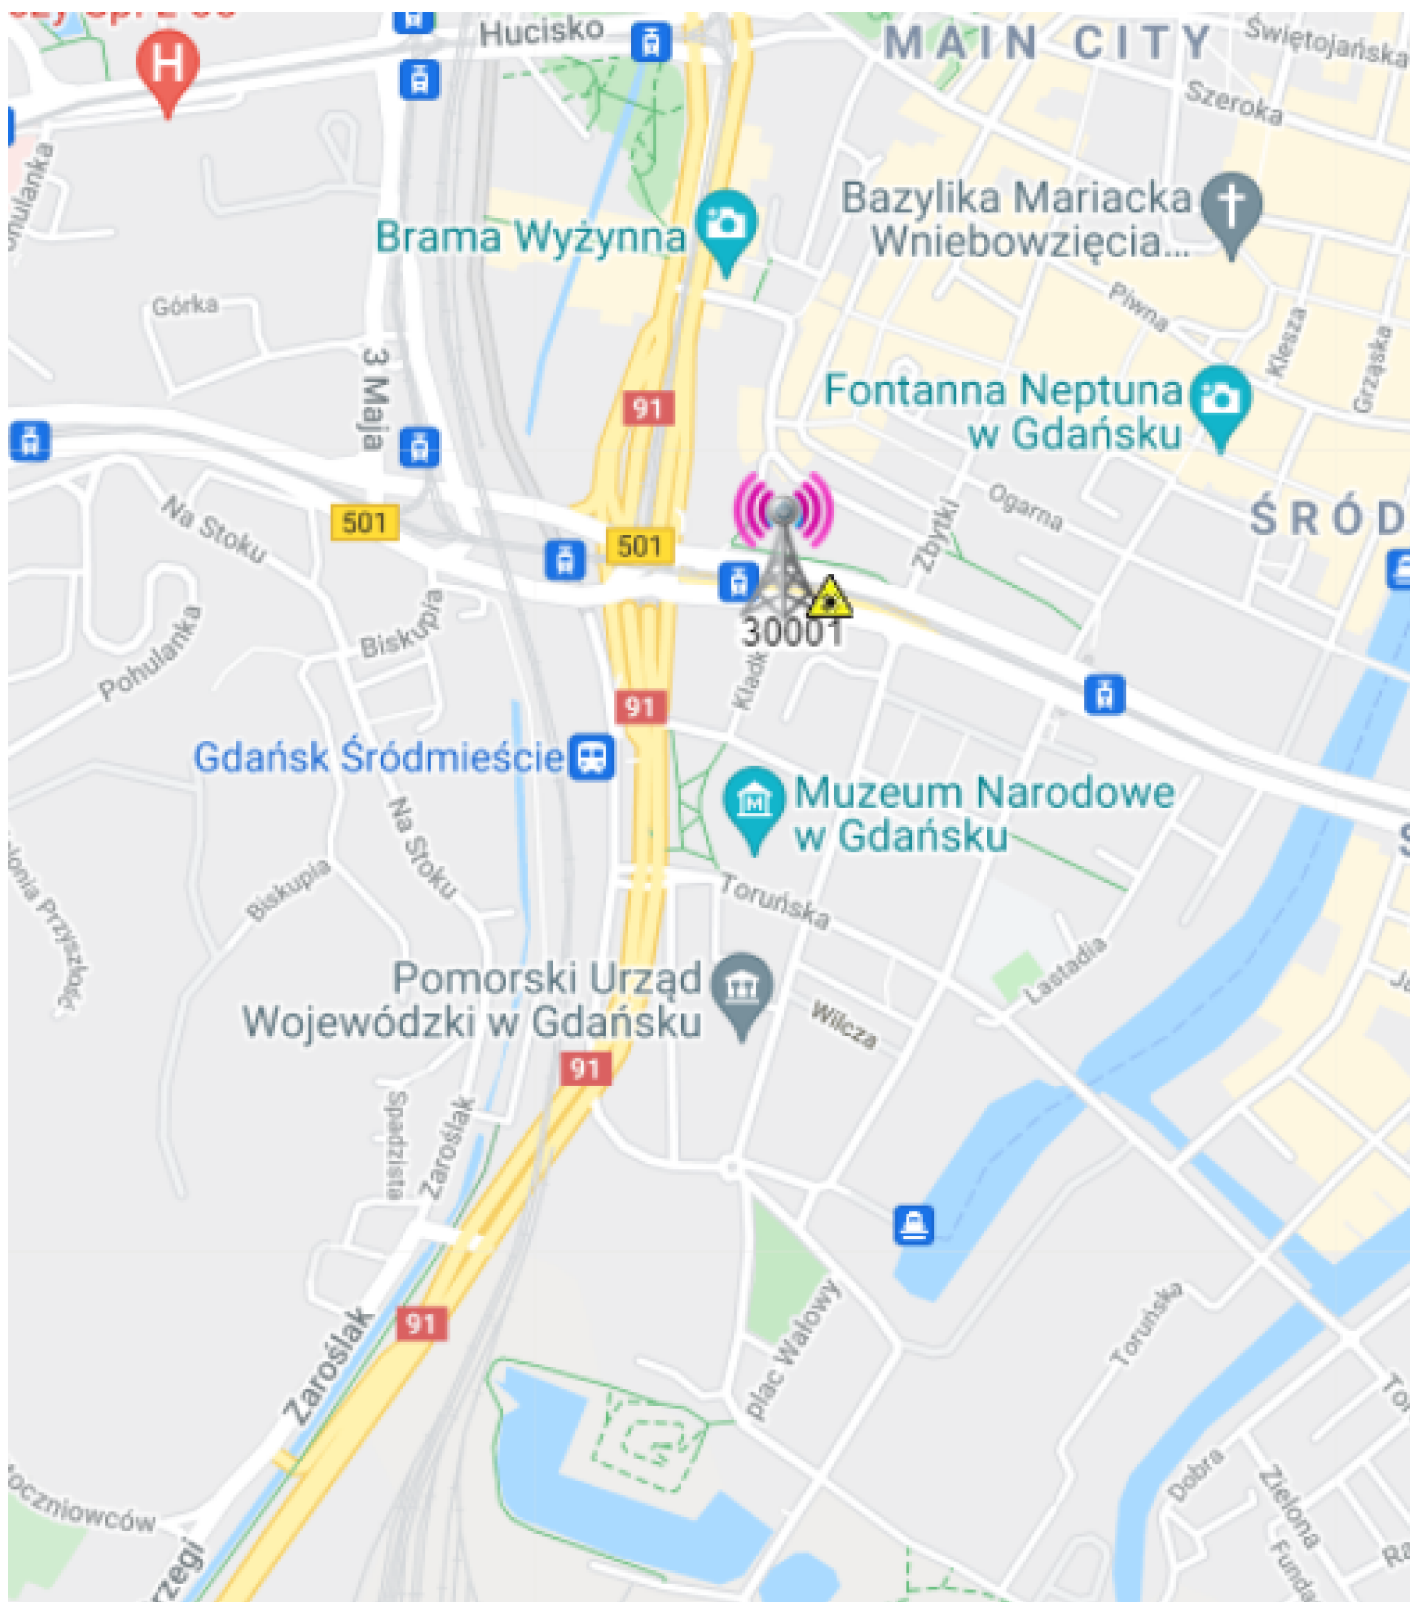 Hucisko
MAIN CITY
Świętojańska
H
Szeroka
Bazylika Mariacka
Wniebowzięcia...
Brama Wyżynna
Górka
Piwna
Klesza
Grząska
3 Maja
91
Fontanna Neptuna
w Gdańsku
Ogarna
Zbytki
ŚRÓD
Na Stoku
501
501
30001
Biskupia
Pohulanka
Kładk
91
Gdańsk Śródmieście
M
Muzeum Narodowe
w Gdańsku
Na Stoku
Biskupia
Toruńska
Lastadia
Pomorski Urząd
Wojewódzki w Gdańsku
Wilcza
91
Spadzista
Zaroślak
91
Zaroślak
plac Wałowy
Toruńska
Dobra
Zielona